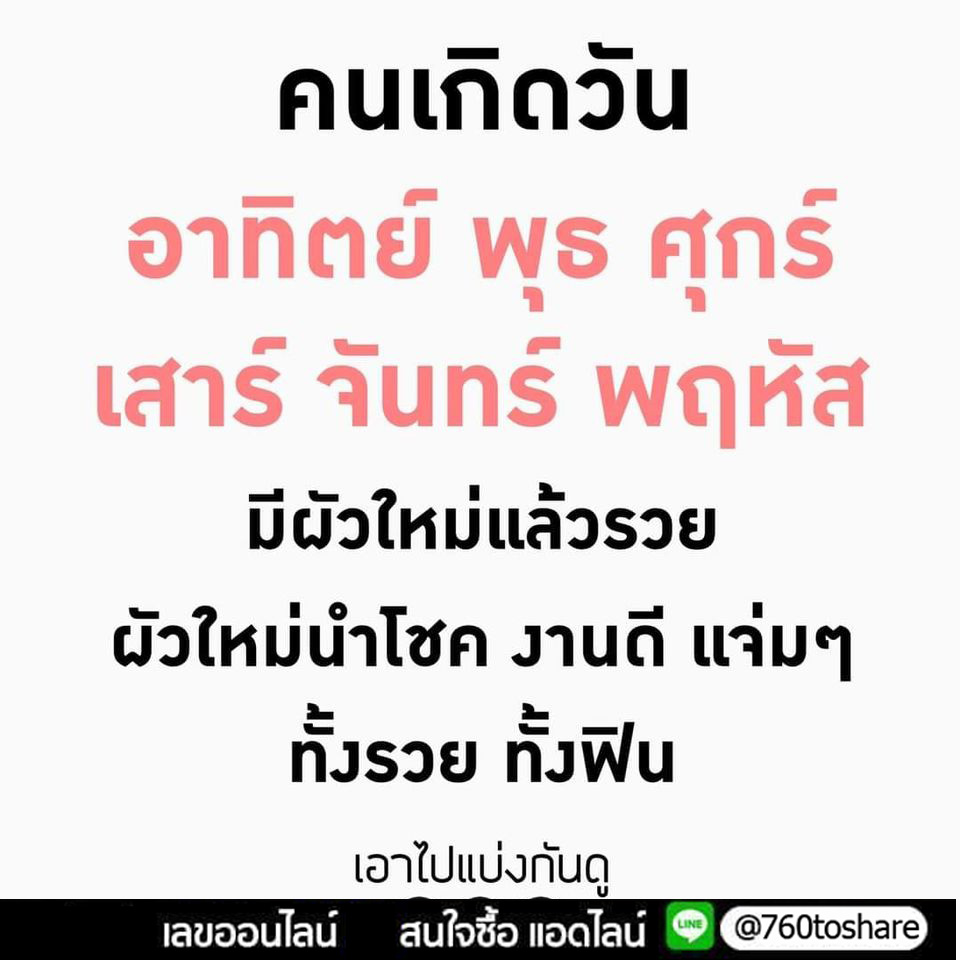 คนเกิดวัน
อาทิตย์ พุธ ศุกร์
เสาร์ จันทร์ พฤหัส
มีผัวใหม่แล้วรวย
ผัวใหม่นำโชค งานดี แจ่มๆ
ทั้งรวย ทั้งฟิน
เอาไปแบ่งกันดู
เลขออนไลน์ สนใจซื้อ แอดไลน์ LINE @760toshare